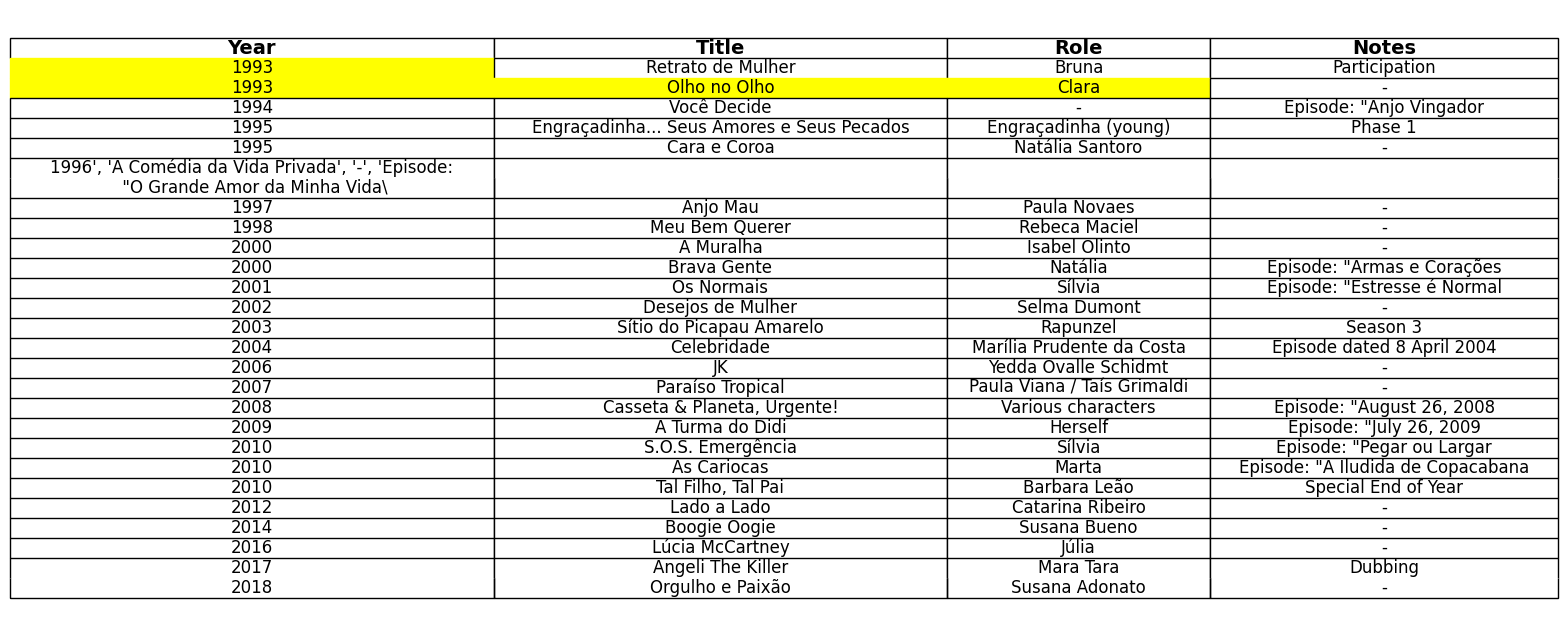 Year Title Role Notes
1993 Retrato de Mulher Bruna Participation
1993 Olho no Olho Clara -
1994 Você Decide - Episode: "Anjo Vingador
1995 Engraçadinha... Seus Amores e Seus Pecados Engraçadinha (young) Phase 1
1995 Cara e Coroa Natália Santoro -
1996', 'A Comédia da Vida Privada', '-', 'Episode:
"O Grande Amor da Minha Vida\
1997 Anjo Mau Paula Novaes -
1998 Meu Bem Querer Rebeca Maciel -
2000 A Muralha Isabel Olinto -
2000 Brava Gente Natália Episode: "Armas e Corações
2001 Os Normais Sílvia Episode: "Estresse é Normal
2002 Desejos de Mulher Selma Dumont -
2003 Sítio do Picapau Amarelo Rapunzel Season 3
2004 Celebridade Marília Prudente da Costa Episode dated 8 April 2004
2006 JK Yedda Ovalle Schidmt -
2007 Paraíso Tropical Paula Viana / Taís Grimaldi -
2008 Casseta & Planeta, Urgente! Various characters Episode: "August 26, 2008
2009 A Turma do Didi Herself Episode: "July 26, 2009
2010 S.O.S. Emergência Sílvia Episode: "Pegar ou Largar
2010 As Cariocas Marta Episode: "A Iludida de Copacabana
2010 Tal Filho, Tal Pai Barbara Leão Special End of Year
2012 Lado a Lado Catarina Ribeiro -
2014 Boogie Oogie Susana Bueno -
2016 Lúcia McCartney Júlia -
2017 Angeli The Killer Mara Tara Dubbing
2018 Orgulho e Paixão Susana Adonato -